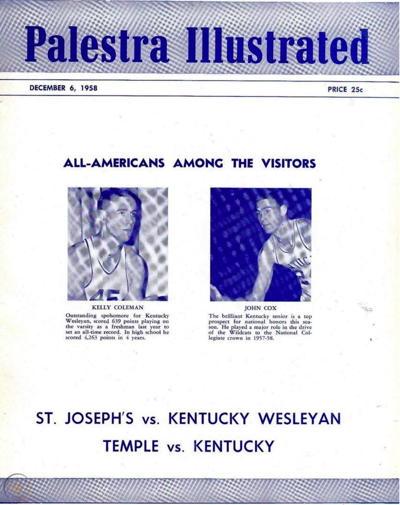 Palestra Illustrated
DECEMBER 6, 1958
PRICE 25c
ALL-AMERICANS AMONG THE VISITORS
KELLY COLEMAN
Outstanding sophomore for Kentucky
Wesleyan, scored 639 points playing on
the varsity as a freshman last year to
set an all-time record. In high school he
scored 4,263 points in 4 years.
JOHN COX
The brilliant Kentucky senior is a top
prospect for national honors this sea-
son. He played a major role in the drive
of the Wildcats to the National Col-
legiate crown in 1957-58.
ST. JOSEPH'S vs. KENTUCKY WESLEYAN
TEMPLE vs. KENTUCKY